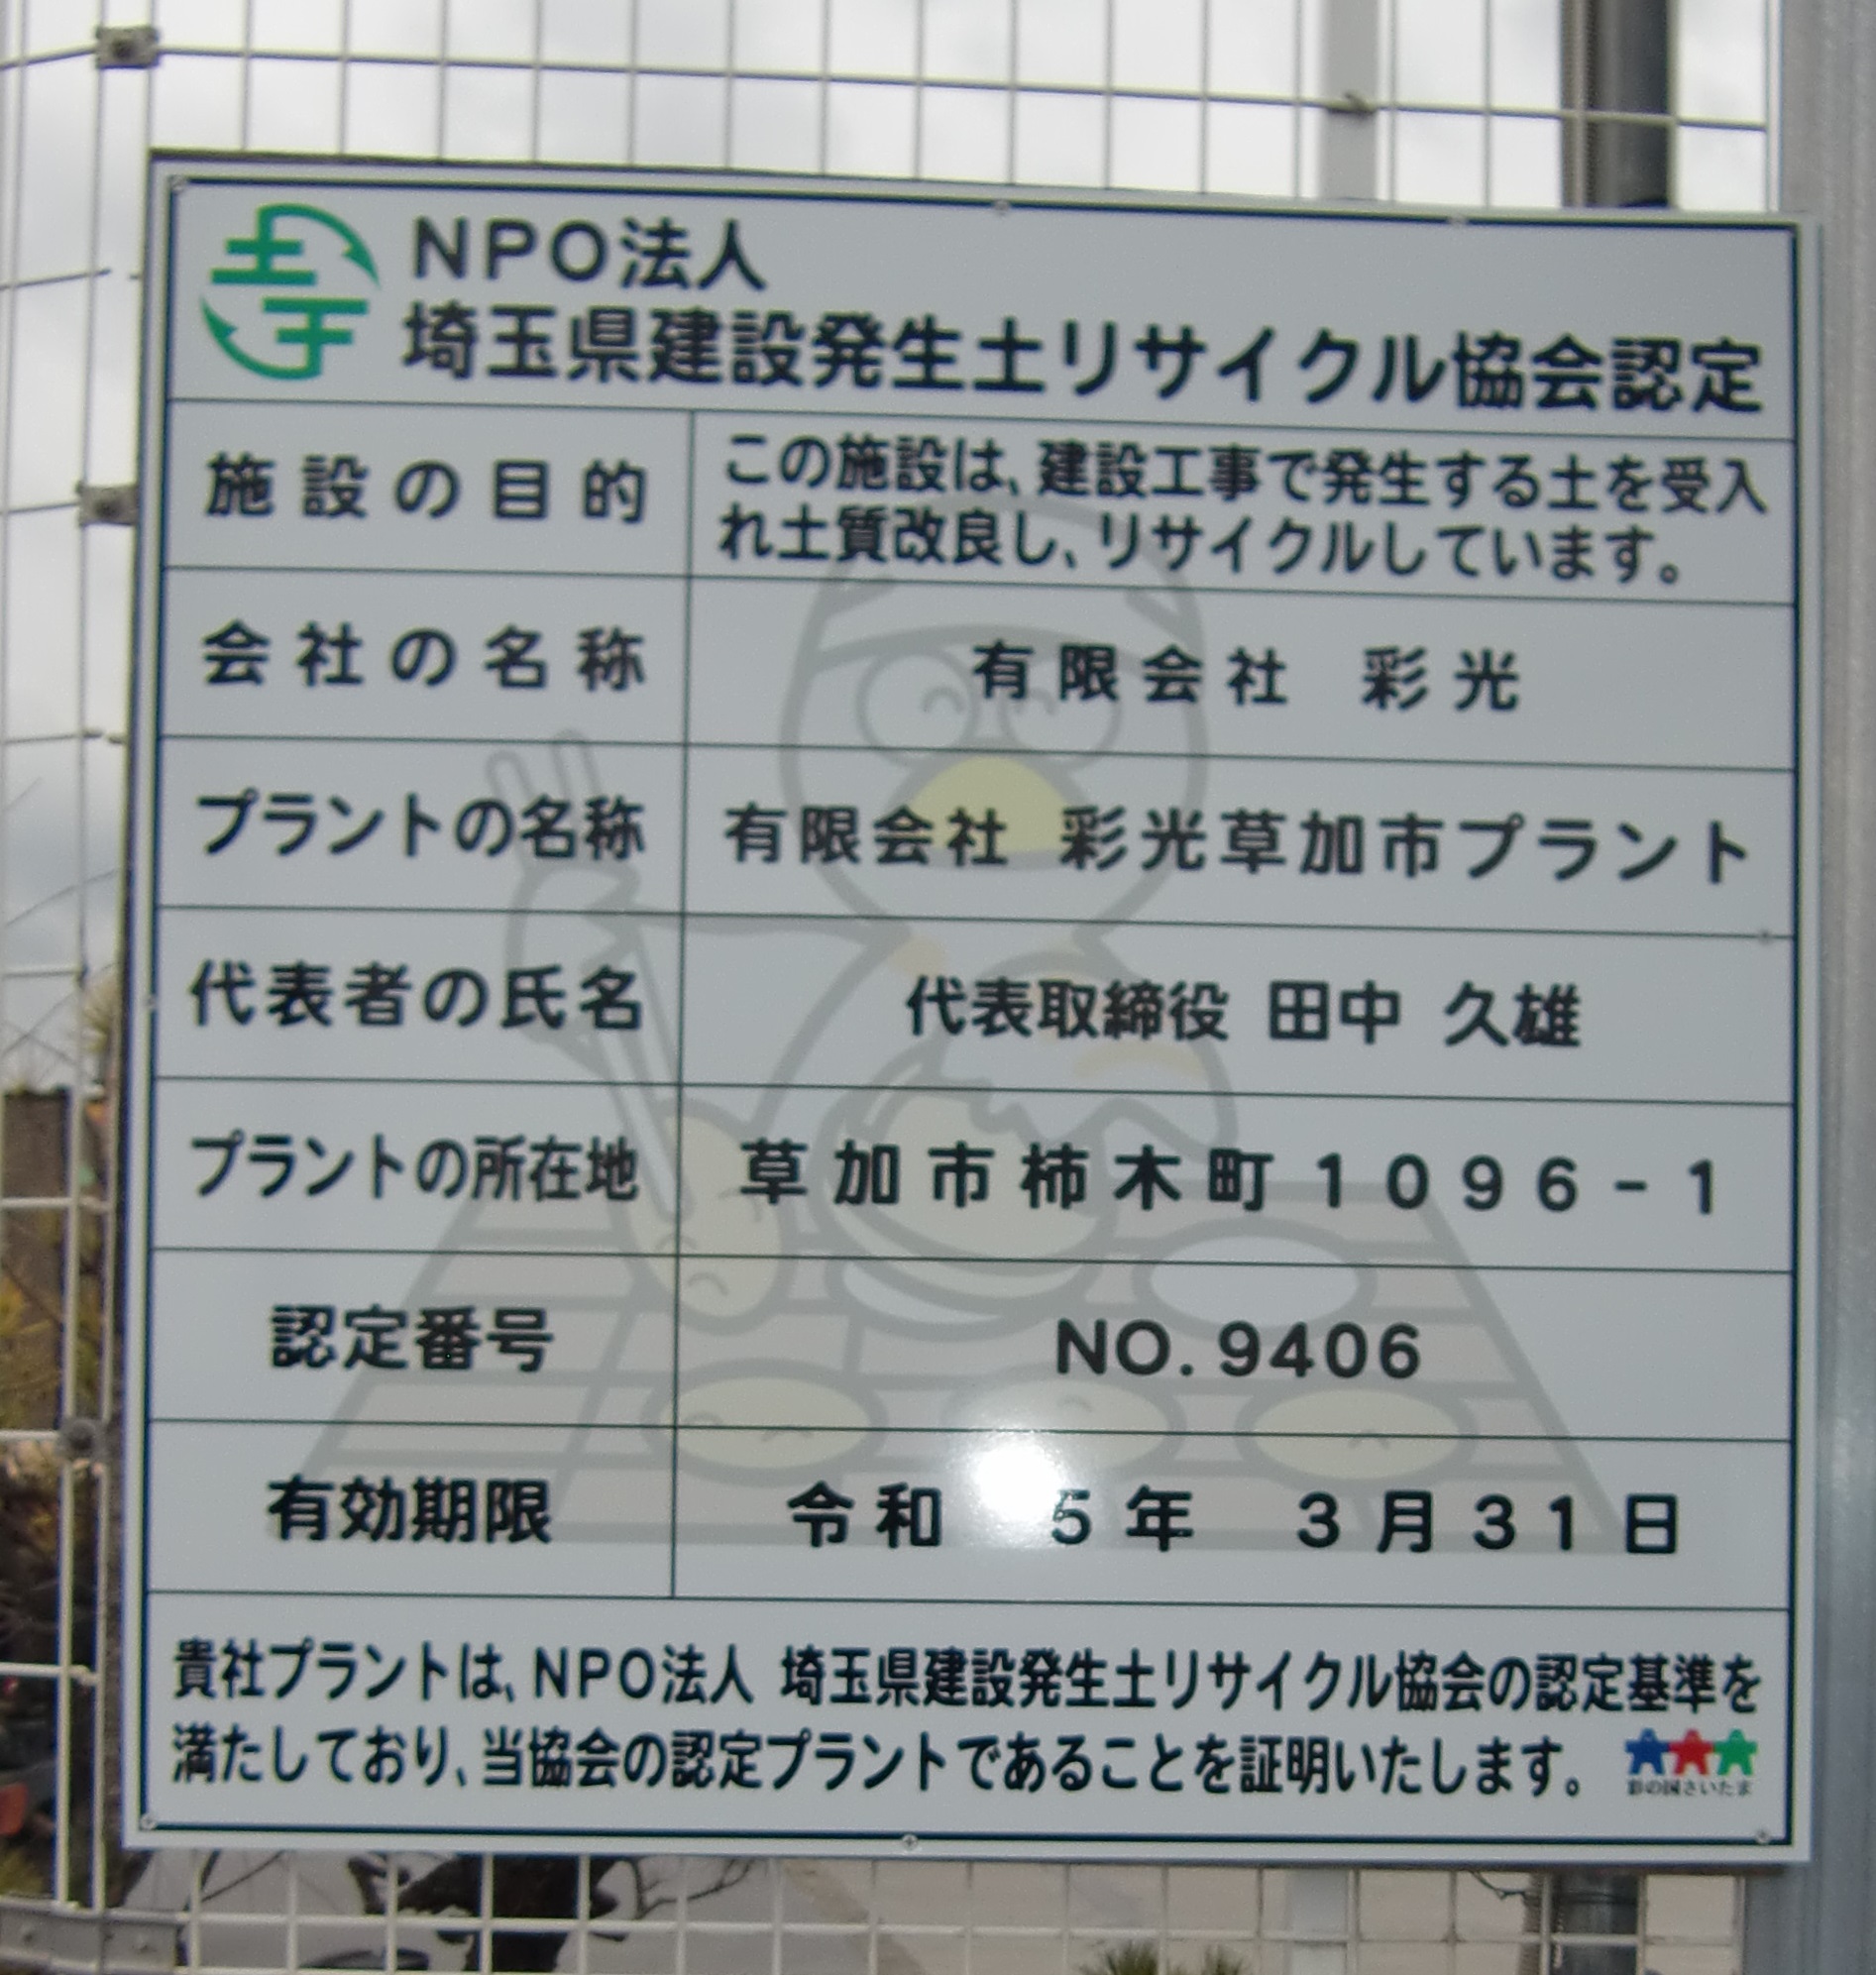 NPO法人
埼玉県建設発生土リサイクル協会認定
施設の目的
この施設は、建設工事で発生する土を受入
れ土質改良し、リサイクルしています。
会社の名称
有限会社 彩光
プラントの名称
有限会社 彩光草加市プラント
代表者の氏名
代表取締役 田中 久雄
プラントの所在地
草加市柿木町1096-1
認定番号
NO.9406
有効期限
令和 5年 3月31日
貴社プラントは、NPO法人 埼玉県建設発生土リサイクル協会の認定基準を
満たしており、当協会の認定プラントであることを証明いたします。
彩の国さいたま